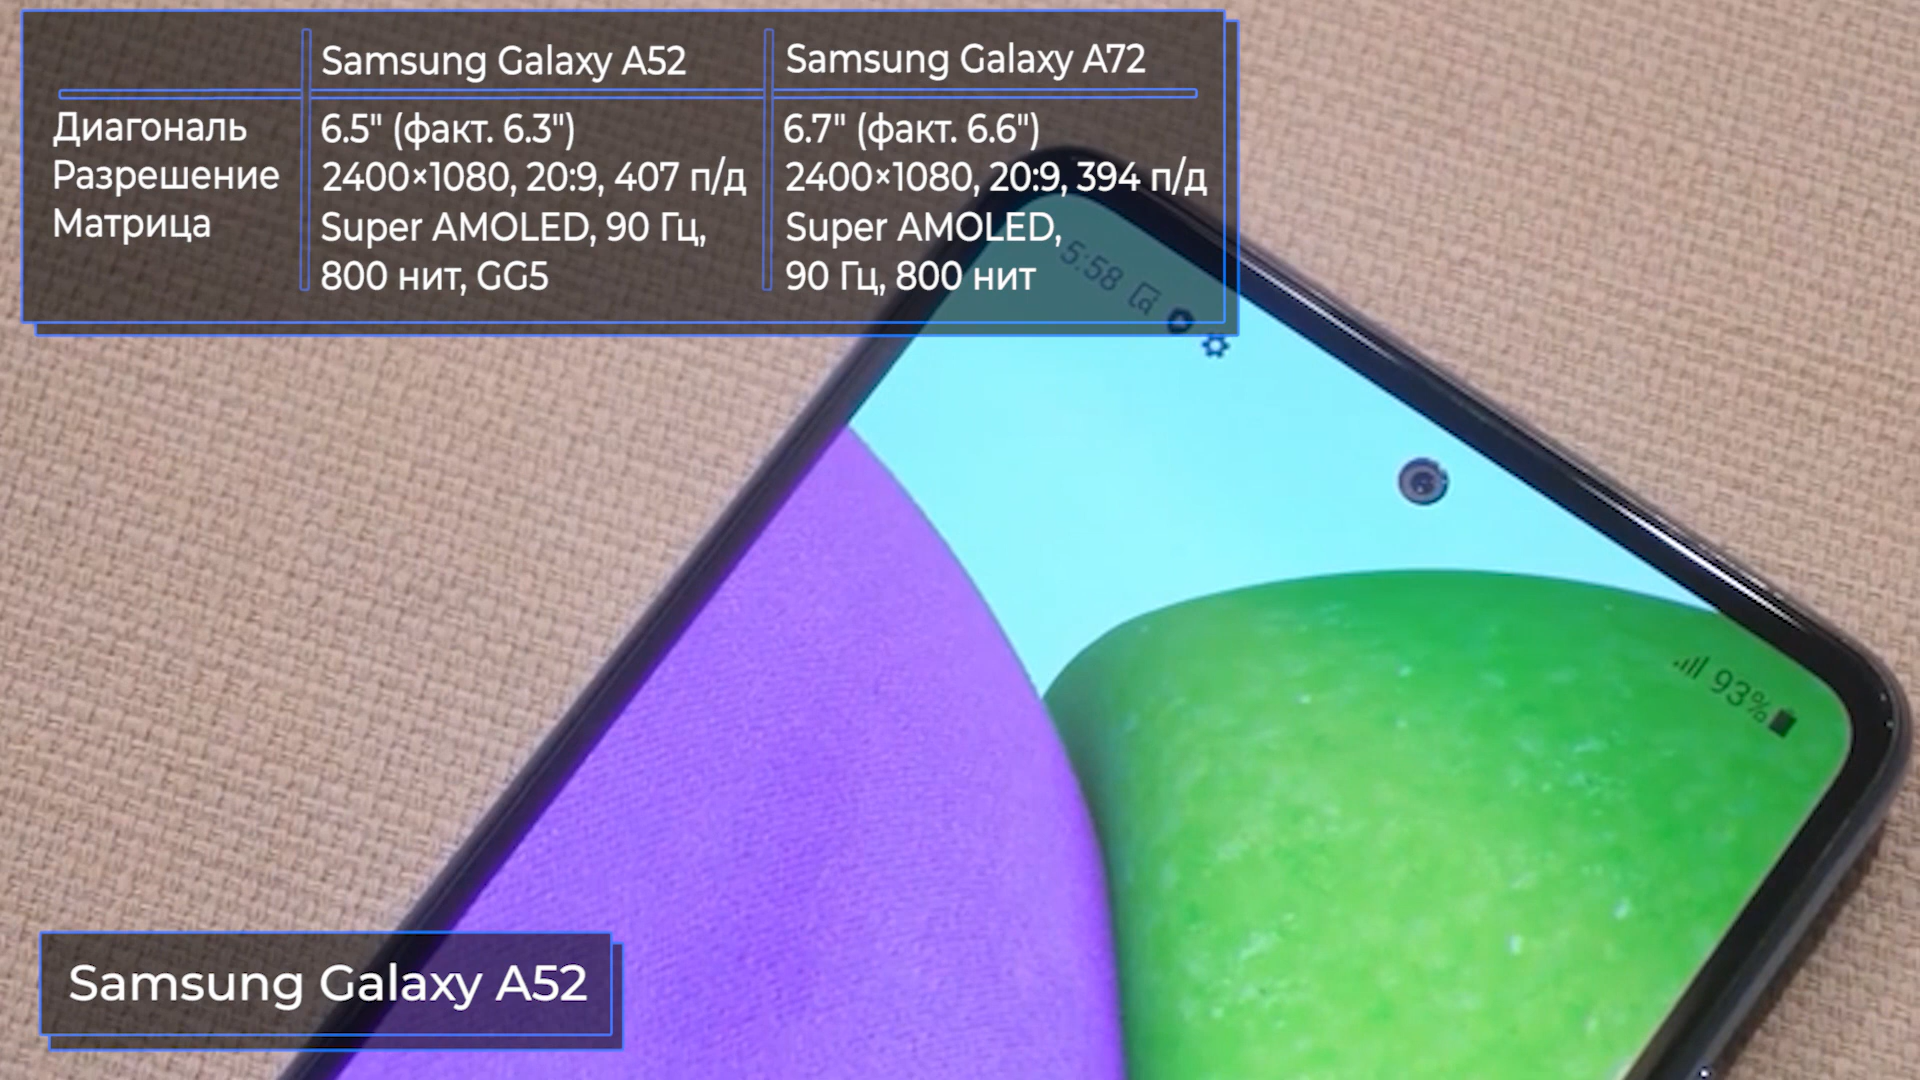 Samsung Galaxy A52 Samsung Galaxy A72
Диагональ 6.5" (факт. 6.3") 6.7" (факт. 6.6")
Разрешение 2400×1080, 20:9, 407 п/д 2400×1080, 20:9, 394 п/д
Матрица Super AMOLED, 90 Гц, Super AMOLED,
800 нит, GG5 90 Гц, 800 нит
5:58
93%
Samsung Galaxy A52